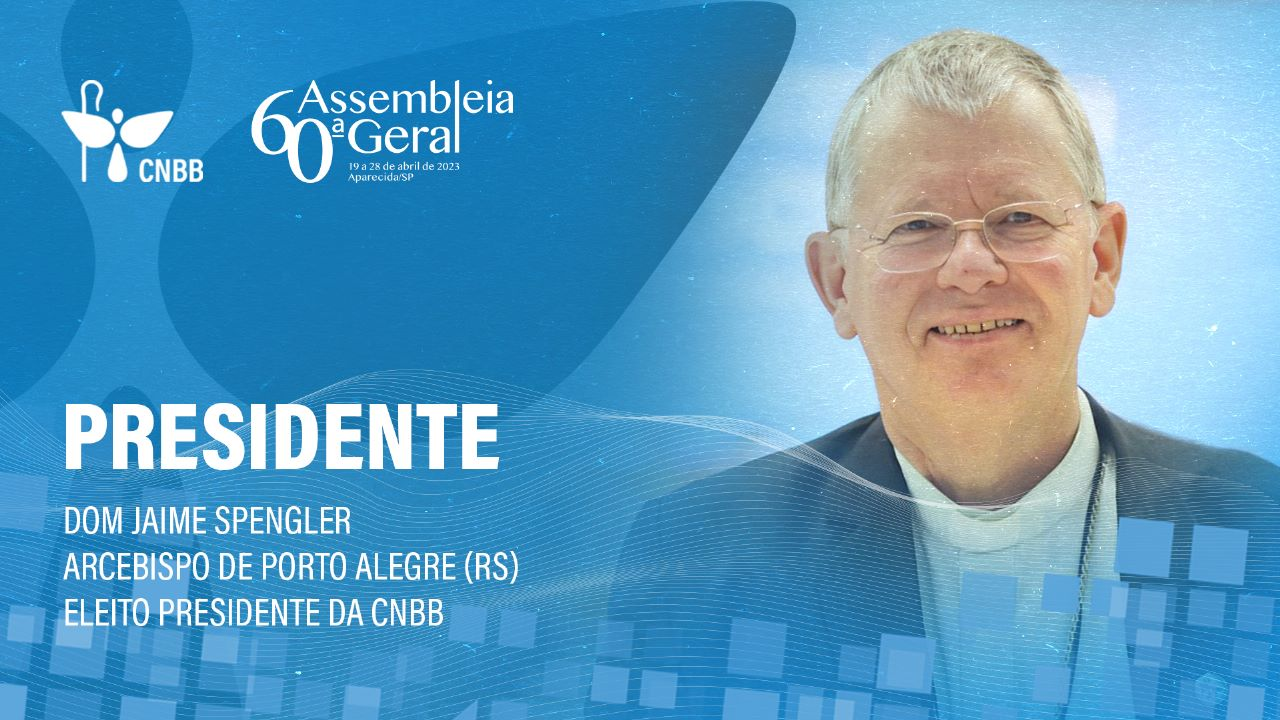 CNBB
60ª Assembleia Geral
19 a 28 de abril de 2023
Aparecida/SP
PRESIDENTE
DOM JAIME SPENGLER
ARCEBISPO DE PORTO ALEGRE (RS)
ELEITO PRESIDENTE DA CNBB